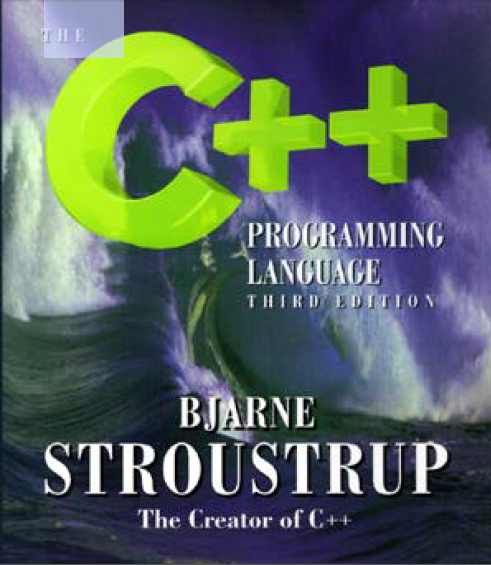 THE
C++
PROGRAMMING
LANGUAGE
THIRD EDITION
BJARNE
STROUSTRUP
The Creator of C++